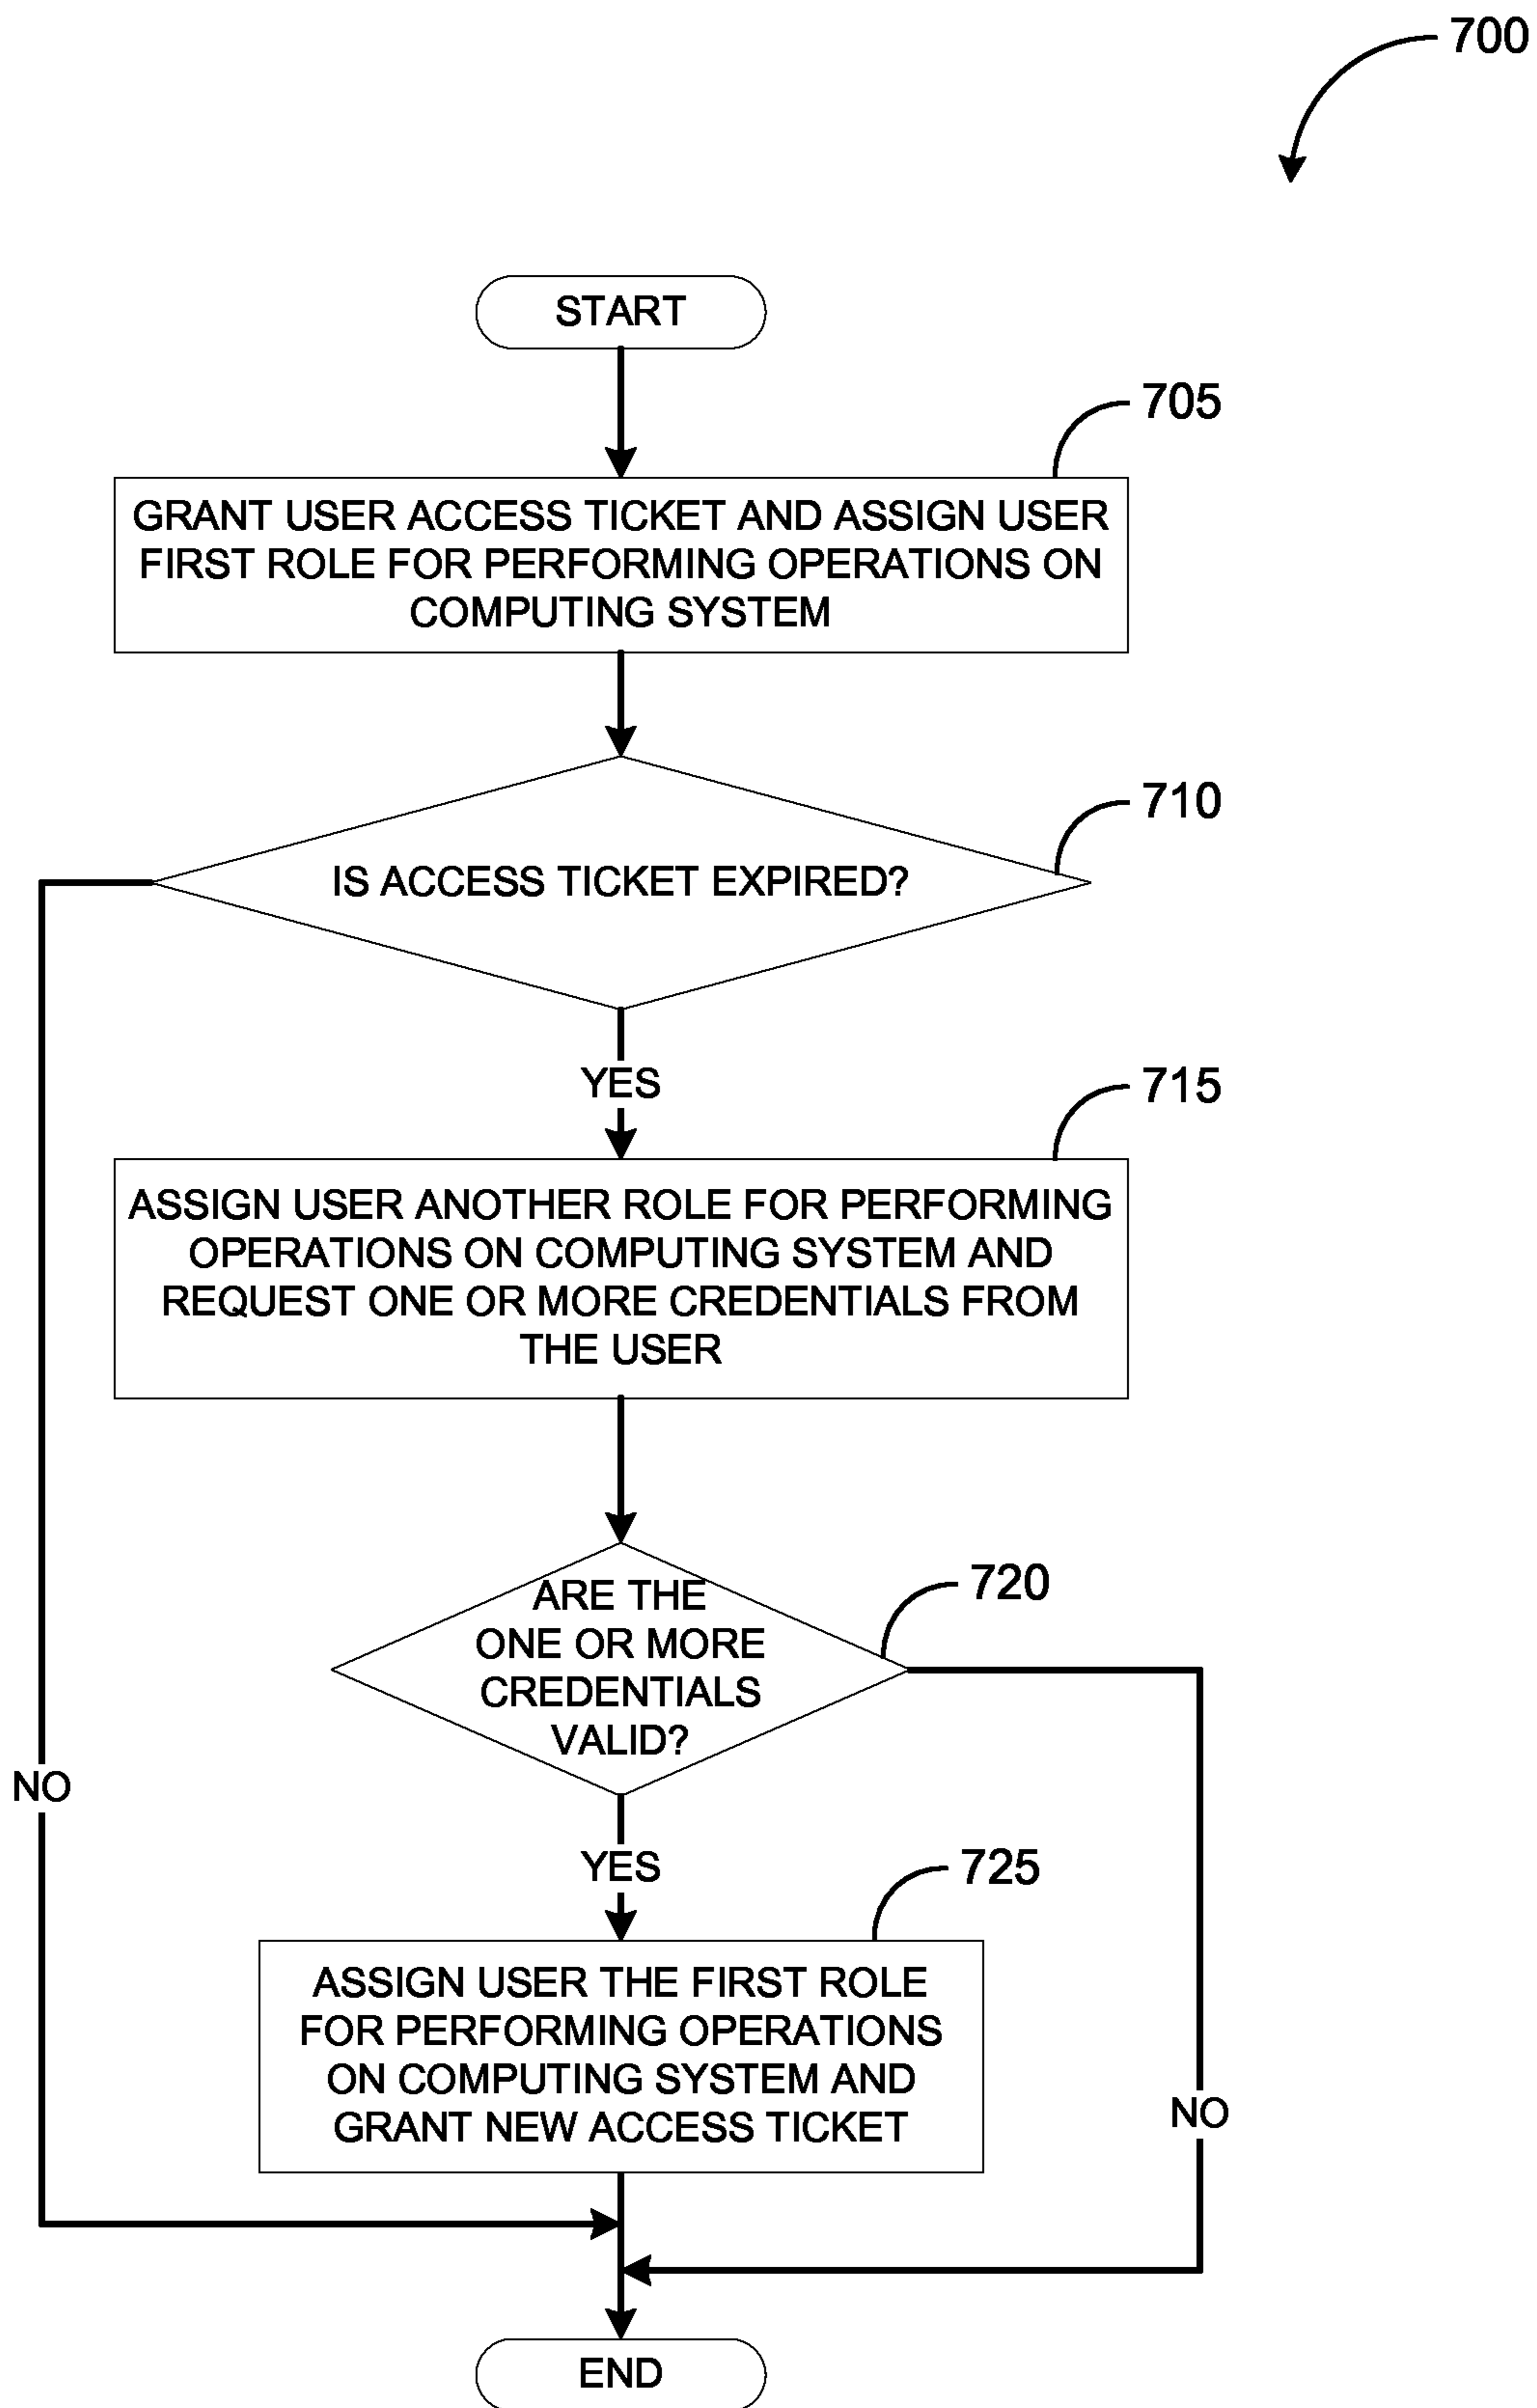 700
START
705
GRANT USER ACCESS TICKET AND ASSIGN USER
FIRST ROLE FOR PERFORMING OPERATIONS ON
COMPUTING SYSTEM
710
IS ACCESS TICKET EXPIRED?
YES
715
ASSIGN USER ANOTHER ROLE FOR PERFORMING
OPERATIONS ON COMPUTING SYSTEM AND
REQUEST ONE OR MORE CREDENTIALS FROM
THE USER
720
ARE THE
ONE OR MORE
CREDENTIALS
VALID?
NO
YES
725
ASSIGN USER THE FIRST ROLE
FOR PERFORMING OPERATIONS
ON COMPUTING SYSTEM AND
GRANT NEW ACCESS TICKET
NO
END